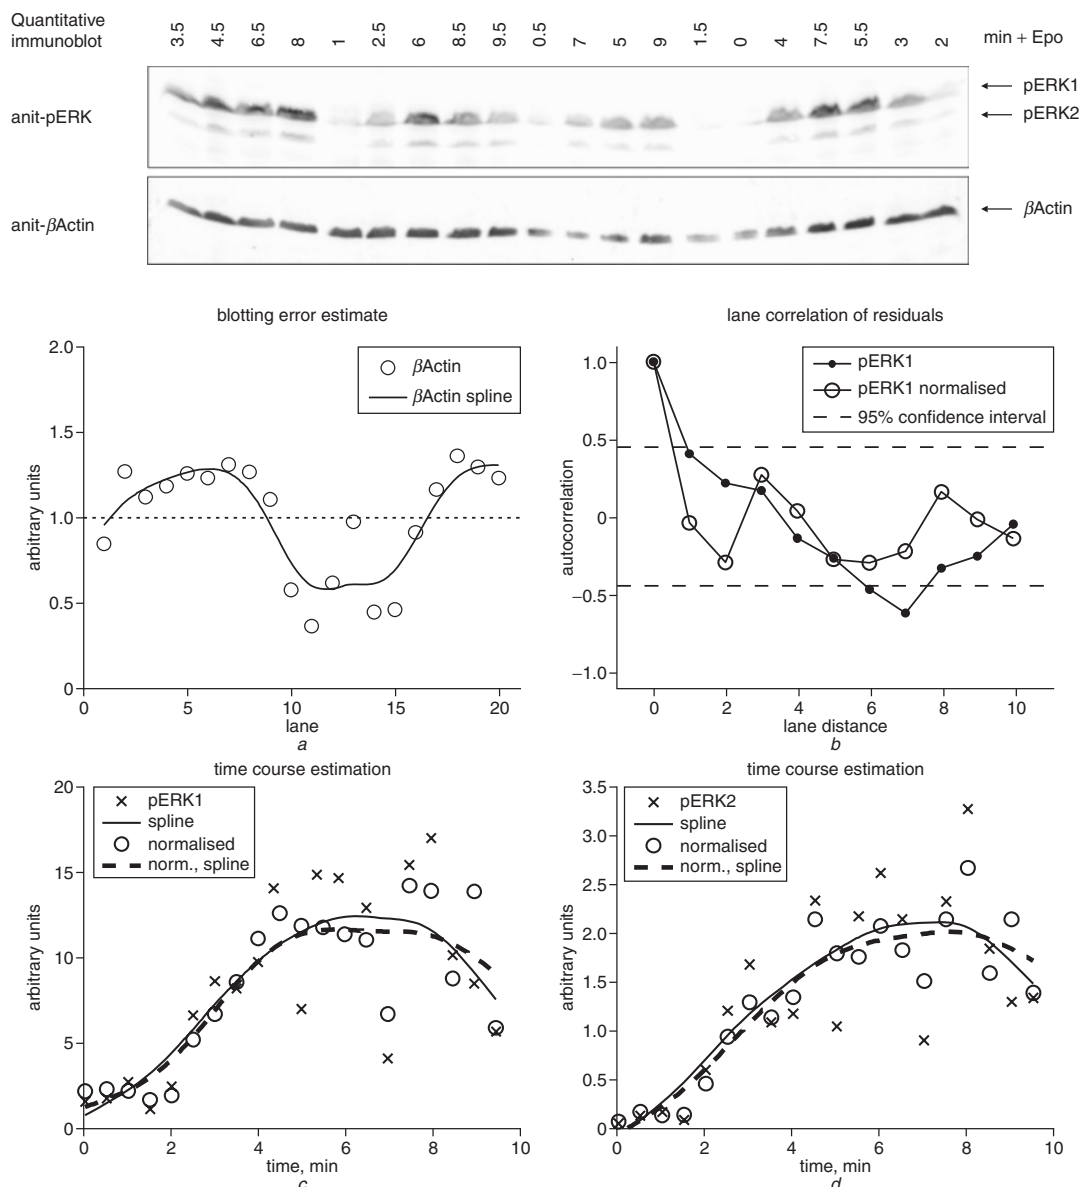 Quantitative
immunoblot
3.5 4.5 6.5 8 1 2.5 6 8.5 9.5 0.5 7 5 9 1.5 0 4 7.5 5.5 3 2 min + Epo
anit-pERK
pERK1
pERK2
anti-βActin
βActin
blotting error estimate
2.0
1.5
1.0
0.5
0
arbitrary units
βActin
βActin spline
0 5 10 15 20
lane
a
lane correlation of residuals
1.0
0.5
0
−0.5
−1.0
autocorrelation
pERK1
pERK1 normalised
95% confidence interval
0 2 4 6 8 10
lane distance
b
time course estimation
20
15
10
5
0
arbitrary units
pERK1
spline
normalised
norm., spline
0 2 4 6 8 10
time, min
c
time course estimation
3.5
3.0
2.5
2.0
1.5
1.0
0.5
0
arbitrary units
pERK2
spline
normalised
norm., spline
0 2 4 6 8 10
time, min
d